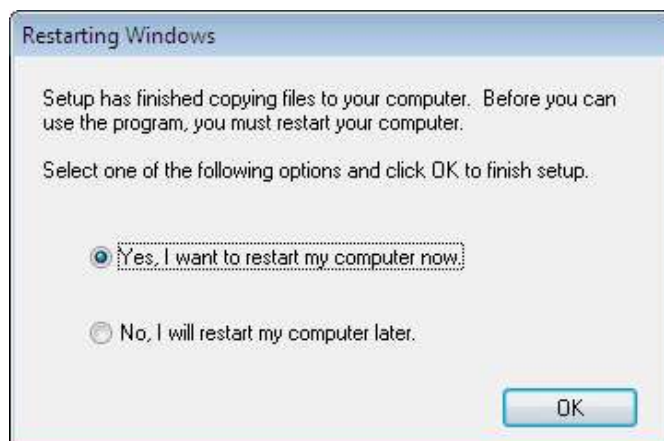 Restarting Windows
Setup has finished copying files to your computer.  Before you can
use the program, you must restart your computer.
Select one of the following options and click OK to finish setup.
Yes, I want to restart my computer now.
No, I will restart my computer later.
OK